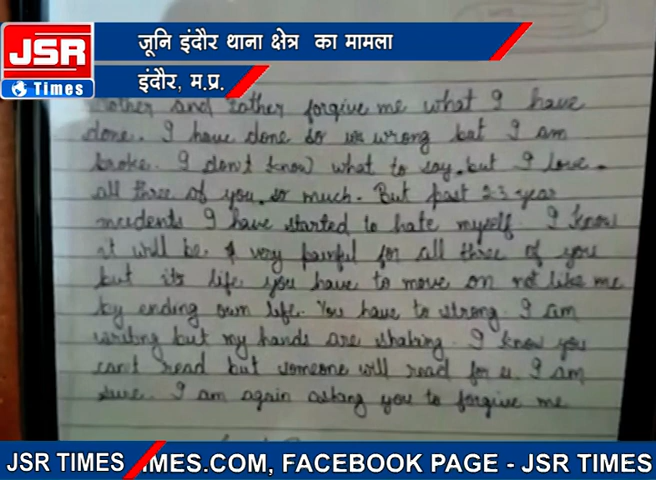 JSR
Times
जूनि इंदौर थाना क्षेत्र का मामला
इंदौर, म.प्र.
Mother and Father forgive me what I have
done. I have done so wrong but I am
broke. I don't know what to say. but I love
all three of you. so much. But past 2-3 year
incidents I have started to hate myself. I know
it will be very painful for all three of you
but its life you have to move on not like me
by ending own life. You have to strong. I am
writing but my hands are shaking. I know you
cant read but someone will read for u. I am
sure. I am again asking you to forgive me
JSR TIMES
IMES.COM, FACEBOOK PAGE - JSR TIMES